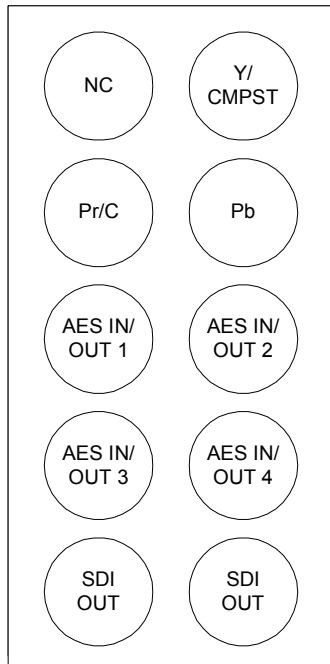 NC
Y/
CMPST
Pr/C
Pb
AES IN/
OUT 1
AES IN/
OUT 2
AES IN/
OUT 3
AES IN/
OUT 4
SDI
OUT
SDI
OUT